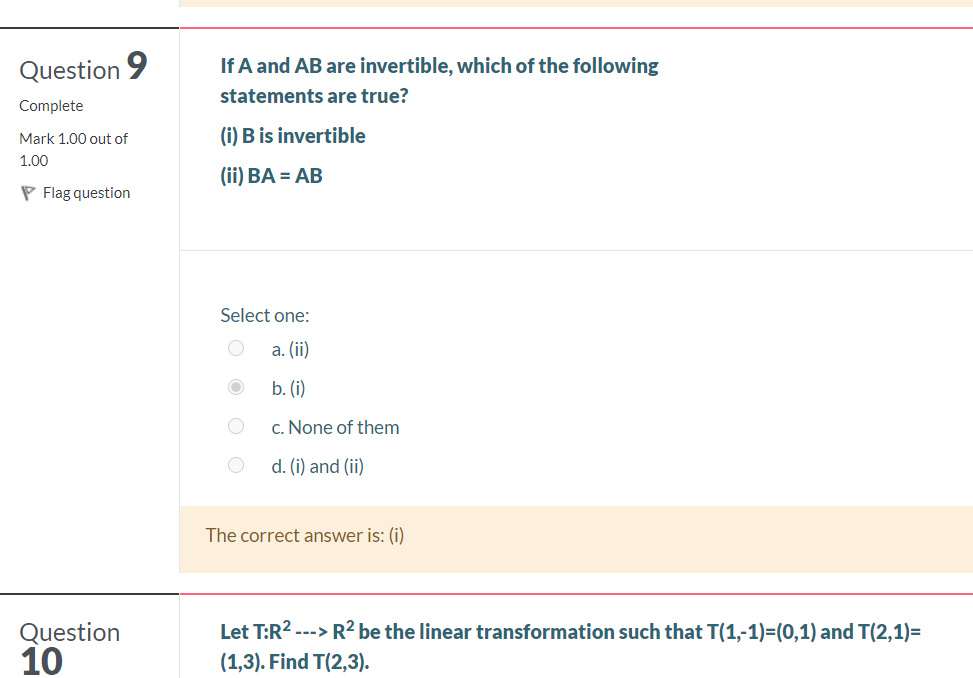 Question 9
Complete
Mark 1.00 out of
1.00
Flag question
If A and AB are invertible, which of the following
statements are true?
(i) B is invertible
(ii) BA = AB
Select one:
a. (ii)
b. (i)
c. None of them
d. (i) and (ii)
The correct answer is: (i)
Question
10
Let T:R² ---> R² be the linear transformation such that T(1,-1)=(0,1) and T(2,1)=
(1,3). Find T(2,3).